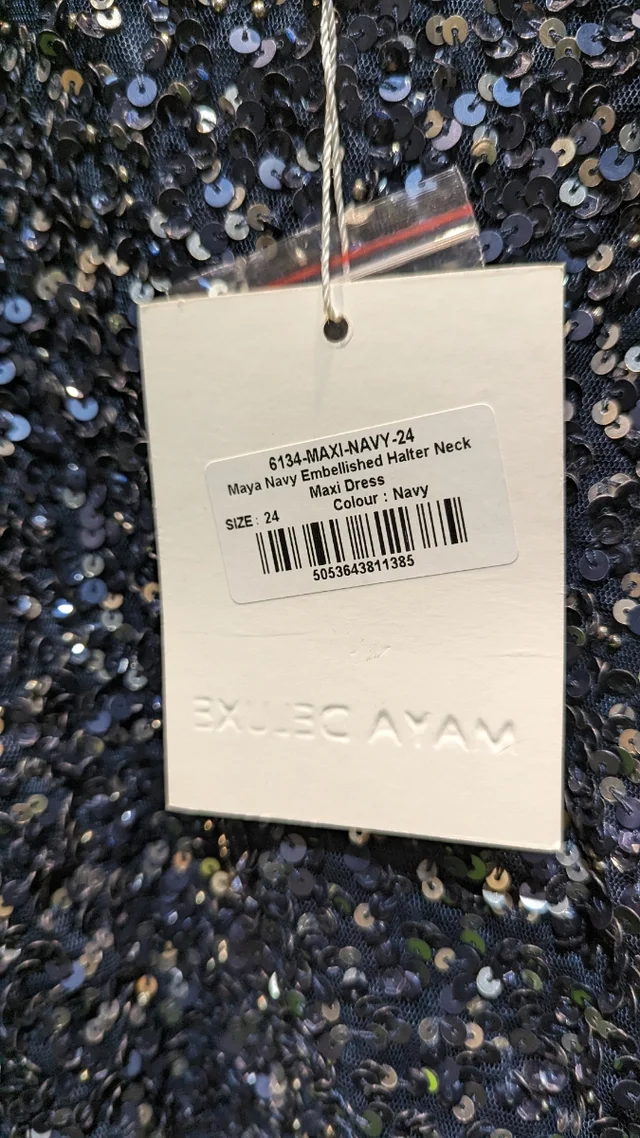 6134-MAXI-NAVY-24
Maya Navy Embellished Halter Neck
Maxi Dress
Colour : Navy
SIZE : 24
5053643811385
MAYA DELUXE